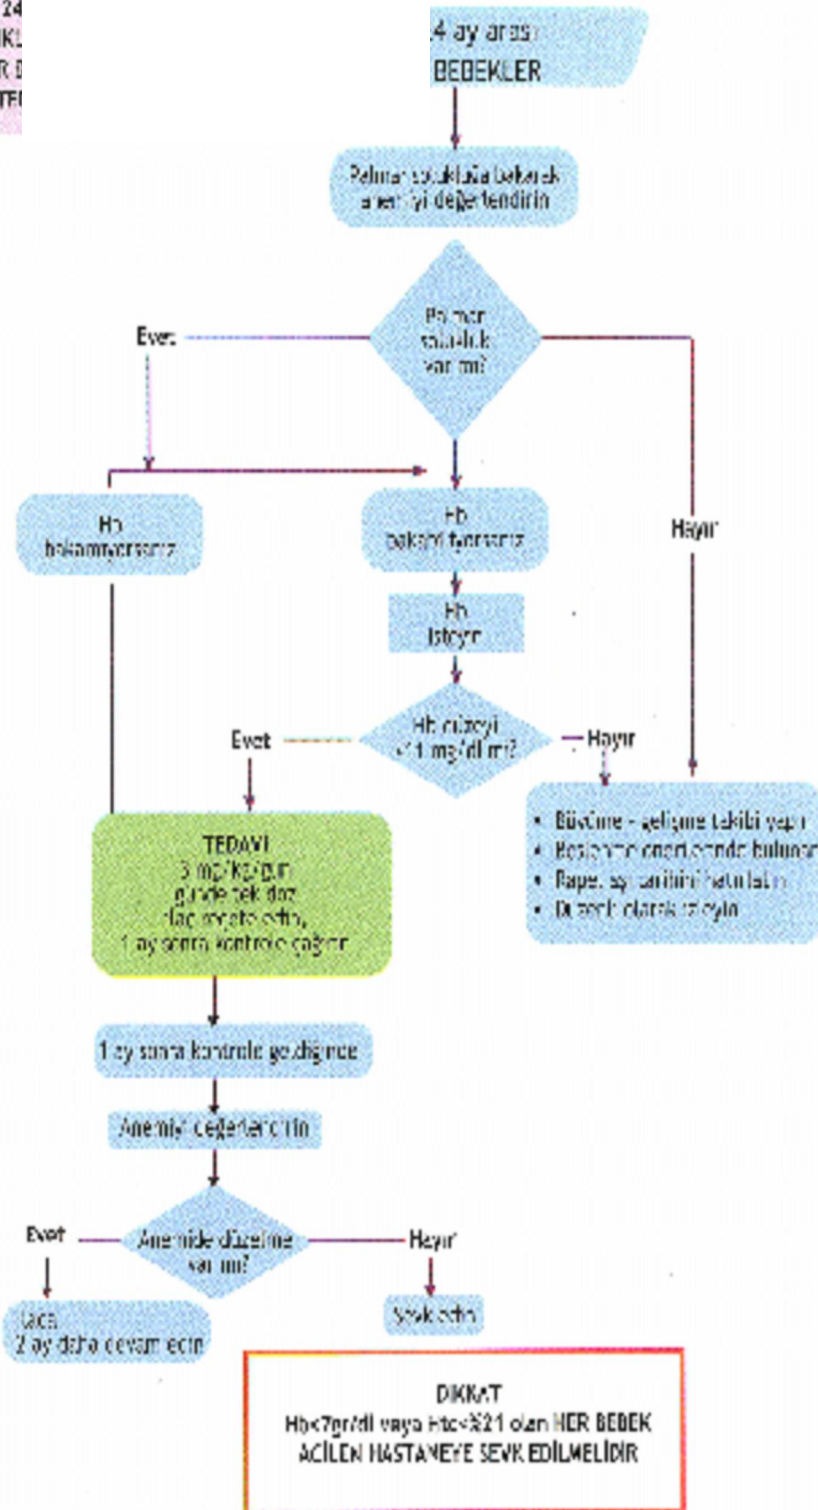 24
.4 ay arası
BEBEKLER
Palmar solukluğa bakarak
anemiyi değerlendirin
Palmar
solukluk
var mı?
Evet
Hayır
Hb
bakamıyorsanız
Hb
bakabiliyorsanız
Hb
isteyin
Hb düzeyi
<11 mg/dl mi?
Evet
Hayır
TEDAVİ
3 mg/kg/gün
günde tek doz
ilaç reçete edin,
1 ay sonra kontrole çağırın
• Büyüme - gelişme takibi yapın
• Beslenme önerilerinde bulunun
• Rapel aşı tarihini hatırlatın
• Düzenli olarak izleyin
1 ay sonra kontrole geldiğinde
Anemiyi değerlendirin
Anemide düzelme
var mı?
Evet
Hayır
İlaca
2 ay daha devam edin
Sevk edin
DİKKAT
Hb<7gr/dl veya Htc<%21 olan HER BEBEK
ACİLEN HASTANEYE SEVK EDİLMELİDİR